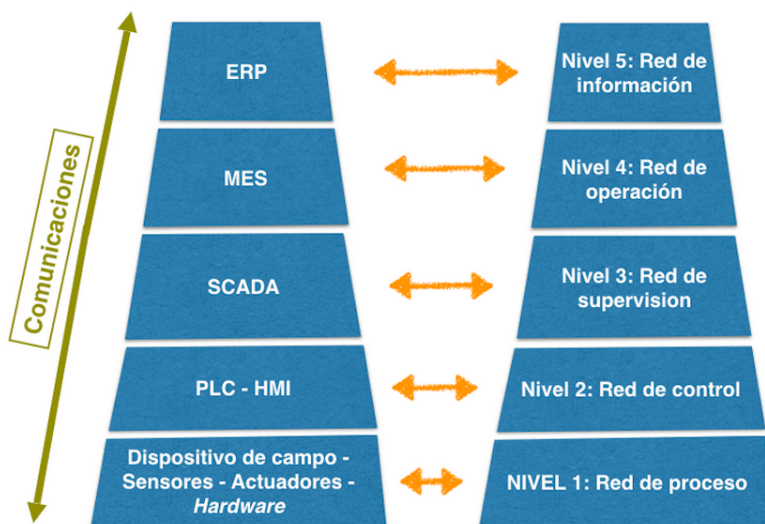 Comunicaciones
ERP
Nivel 5: Red de
información
MES
Nivel 4: Red de
operación
SCADA
Nivel 3: Red de
supervision
PLC - HMI
Nivel 2: Red de control
Dispositivo de campo -
Sensores - Actuadores -
Hardware
NIVEL 1: Red de proceso